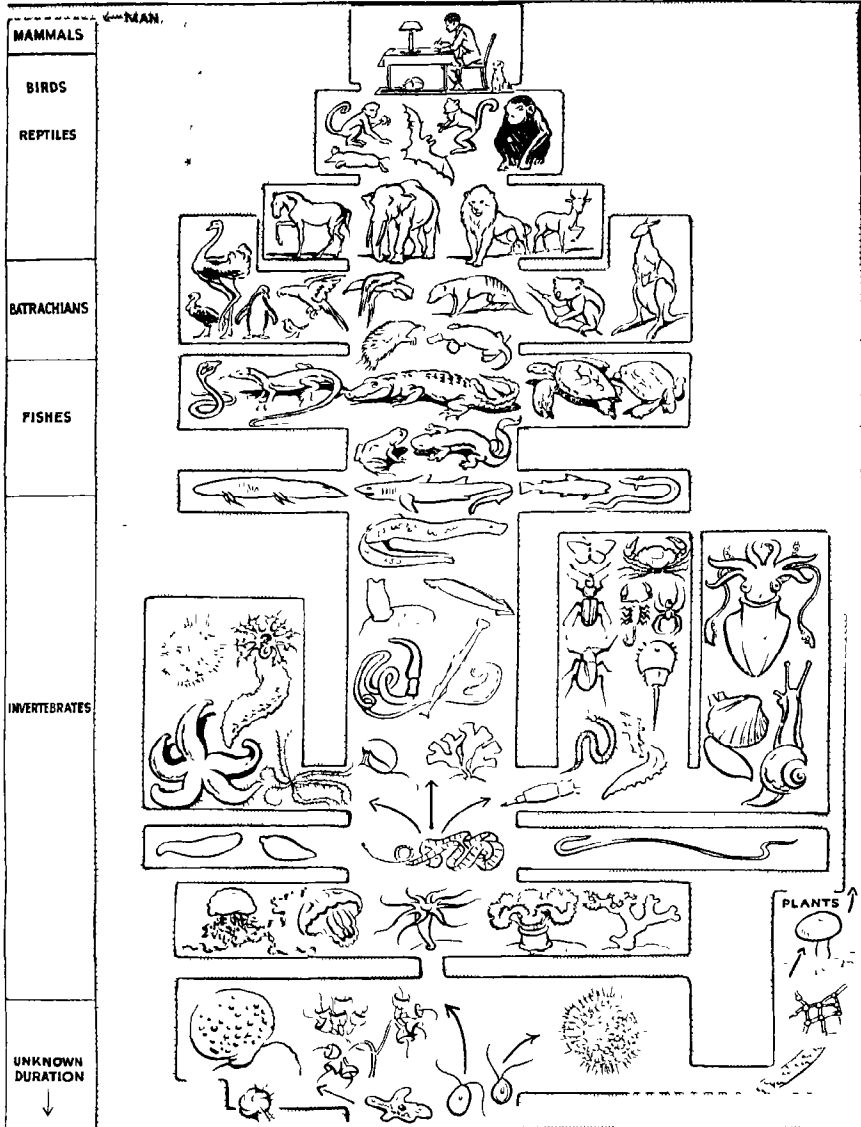 ←MAN.
MAMMALS
BIRDS
REPTILES
BATRACHIANS
FISHES
INVERTEBRATES
PLANTS
UNKNOWN
DURATION